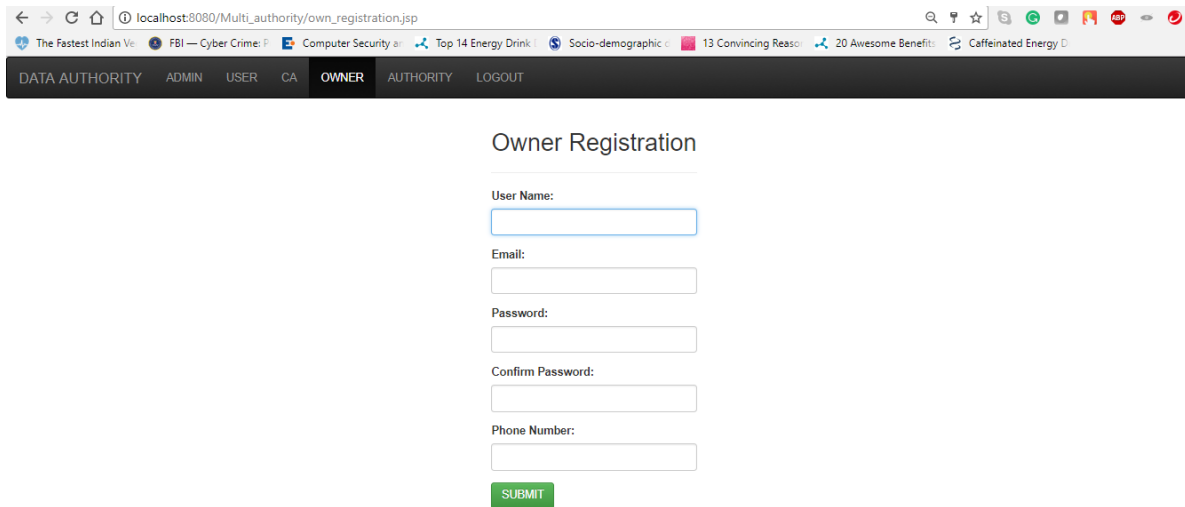 localhost:8080/Multi_authority/own_registration.jsp
ABP
The Fastest Indian Ve FBI — Cyber Crime: P Computer Security ar Top 14 Energy Drink Socio-demographic c 13 Convincing Reaso 20 Awesome Benefits Caffeinated Energy D
DATA AUTHORITY ADMIN USER CA OWNER AUTHORITY LOGOUT
Owner Registration
User Name:
Email:
Password:
Confirm Password:
Phone Number:
SUBMIT